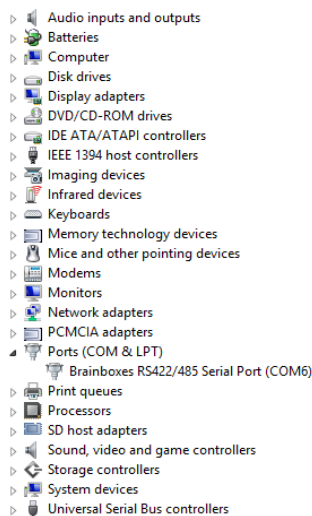 Audio inputs and outputs
Batteries
Computer
Disk drives
Display adapters
DVD/CD-ROM drives
IDE ATA/ATAPI controllers
IEEE 1394 host controllers
Imaging devices
Infrared devices
Keyboards
Memory technology devices
Mice and other pointing devices
Modems
Monitors
Network adapters
PCMCIA adapters
Ports (COM & LPT)
Brainboxes RS422/485 Serial Port (COM6)
Print queues
Processors
SD host adapters
Sound, video and game controllers
Storage controllers
System devices
Universal Serial Bus controllers